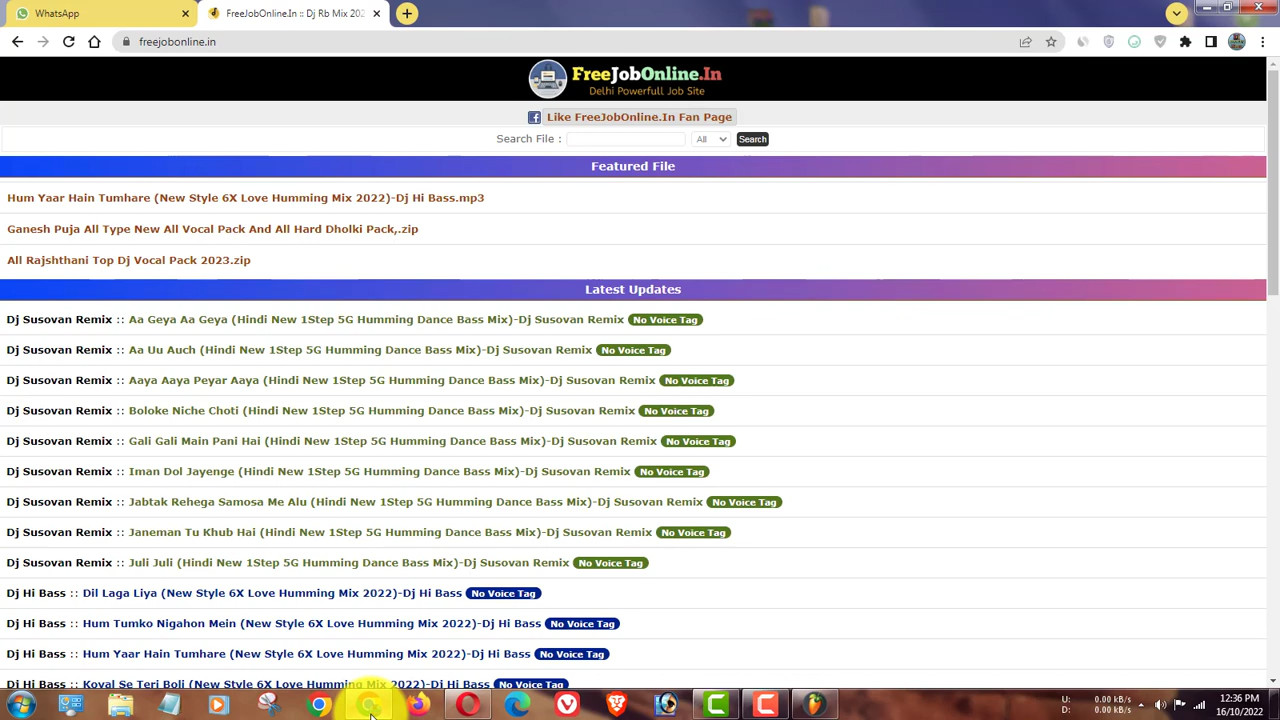 WhatsApp
FreeJobOnline.In :: Dj Rb Mix 202
freejobonline.in
FreeJobOnline.In
Delhi Powerfull Job Site
Like FreeJobOnline.In Fan Page
Search File : All Search
Featured File
Hum Yaar Hain Tumhare (New Style 6X Love Humming Mix 2022)-Dj Hi Bass.mp3
Ganesh Puja All Type New All Vocal Pack And All Hard Dholki Pack,.zip
All Rajshthani Top Dj Vocal Pack 2023.zip
Latest Updates
Dj Susovan Remix :: Aa Geya Aa Geya (Hindi New 1Step 5G Humming Dance Bass Mix)-Dj Susovan Remix No Voice Tag
Dj Susovan Remix :: Aa Uu Auch (Hindi New 1Step 5G Humming Dance Bass Mix)-Dj Susovan Remix No Voice Tag
Dj Susovan Remix :: Aaya Aaya Peyar Aaya (Hindi New 1Step 5G Humming Dance Bass Mix)-Dj Susovan Remix No Voice Tag
Dj Susovan Remix :: Boloke Niche Choti (Hindi New 1Step 5G Humming Dance Bass Mix)-Dj Susovan Remix No Voice Tag
Dj Susovan Remix :: Gali Gali Main Pani Hai (Hindi New 1Step 5G Humming Dance Bass Mix)-Dj Susovan Remix No Voice Tag
Dj Susovan Remix :: Iman Dol Jayenge (Hindi New 1Step 5G Humming Dance Bass Mix)-Dj Susovan Remix No Voice Tag
Dj Susovan Remix :: Jabtak Rehega Samosa Me Alu (Hindi New 1Step 5G Humming Dance Bass Mix)-Dj Susovan Remix No Voice Tag
Dj Susovan Remix :: Janeman Tu Khub Hai (Hindi New 1Step 5G Humming Dance Bass Mix)-Dj Susovan Remix No Voice Tag
Dj Susovan Remix :: Juli Juli (Hindi New 1Step 5G Humming Dance Bass Mix)-Dj Susovan Remix No Voice Tag
Dj Hi Bass :: Dil Laga Liya (New Style 6X Love Humming Mix 2022)-Dj Hi Bass No Voice Tag
Dj Hi Bass :: Hum Tumko Nigahon Mein (New Style 6X Love Humming Mix 2022)-Dj Hi Bass No Voice Tag
Dj Hi Bass :: Hum Yaar Hain Tumhare (New Style 6X Love Humming Mix 2022)-Dj Hi Bass No Voice Tag
Dj Hi Bass :: Koyal Se Teri Boli (New Style 6X Love Humming Mix 2022)-Dj Hi Bass No Voice Tag
U: 0.00 kB/s
D: 0.00 kB/s
12:36 PM
16/10/2022